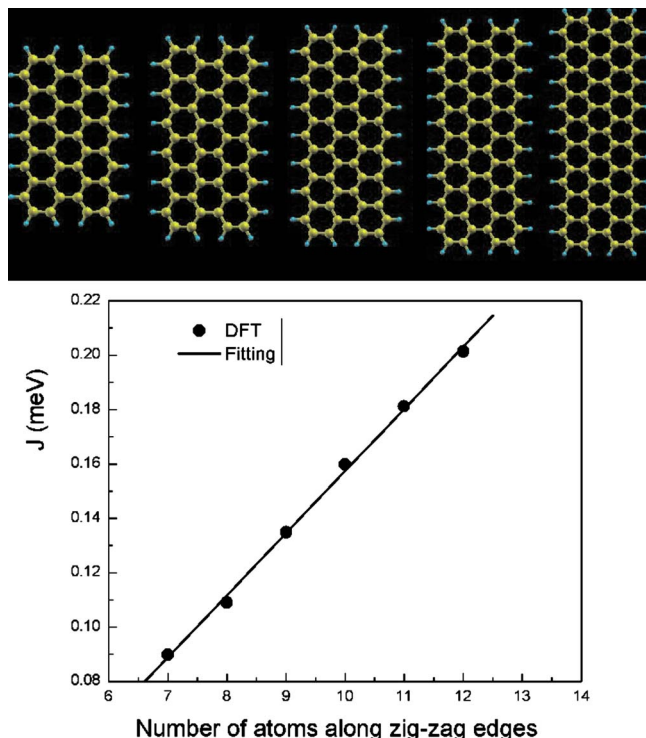 0.22
DFT
Fitting
0.20
0.18
0.16
0.14
0.12
0.10
0.08
J (meV)
6 7 8 9 10 11 12 13 14
Number of atoms along zig-zag edges